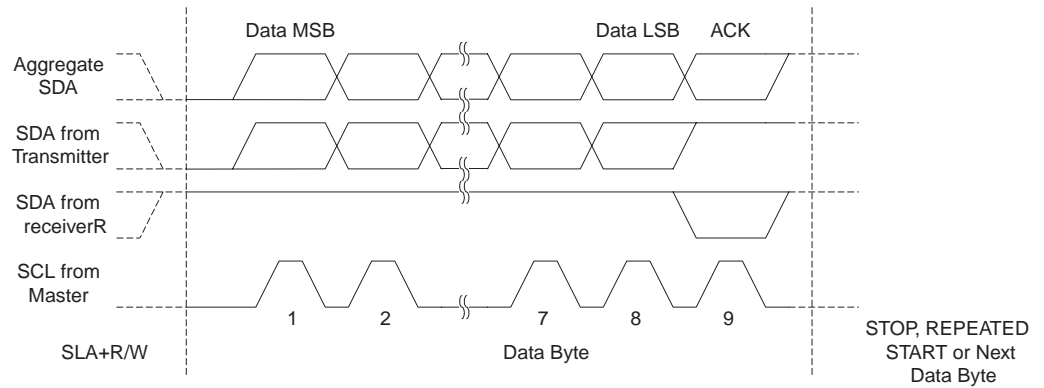 Data MSB
Data LSB
ACK
Aggregate
SDA
SDA from
Transmitter
SDA from
receiverR
SCL from
Master
1
2
7
8
9
SLA+R/W
Data Byte
STOP, REPEATED
START or Next
Data Byte